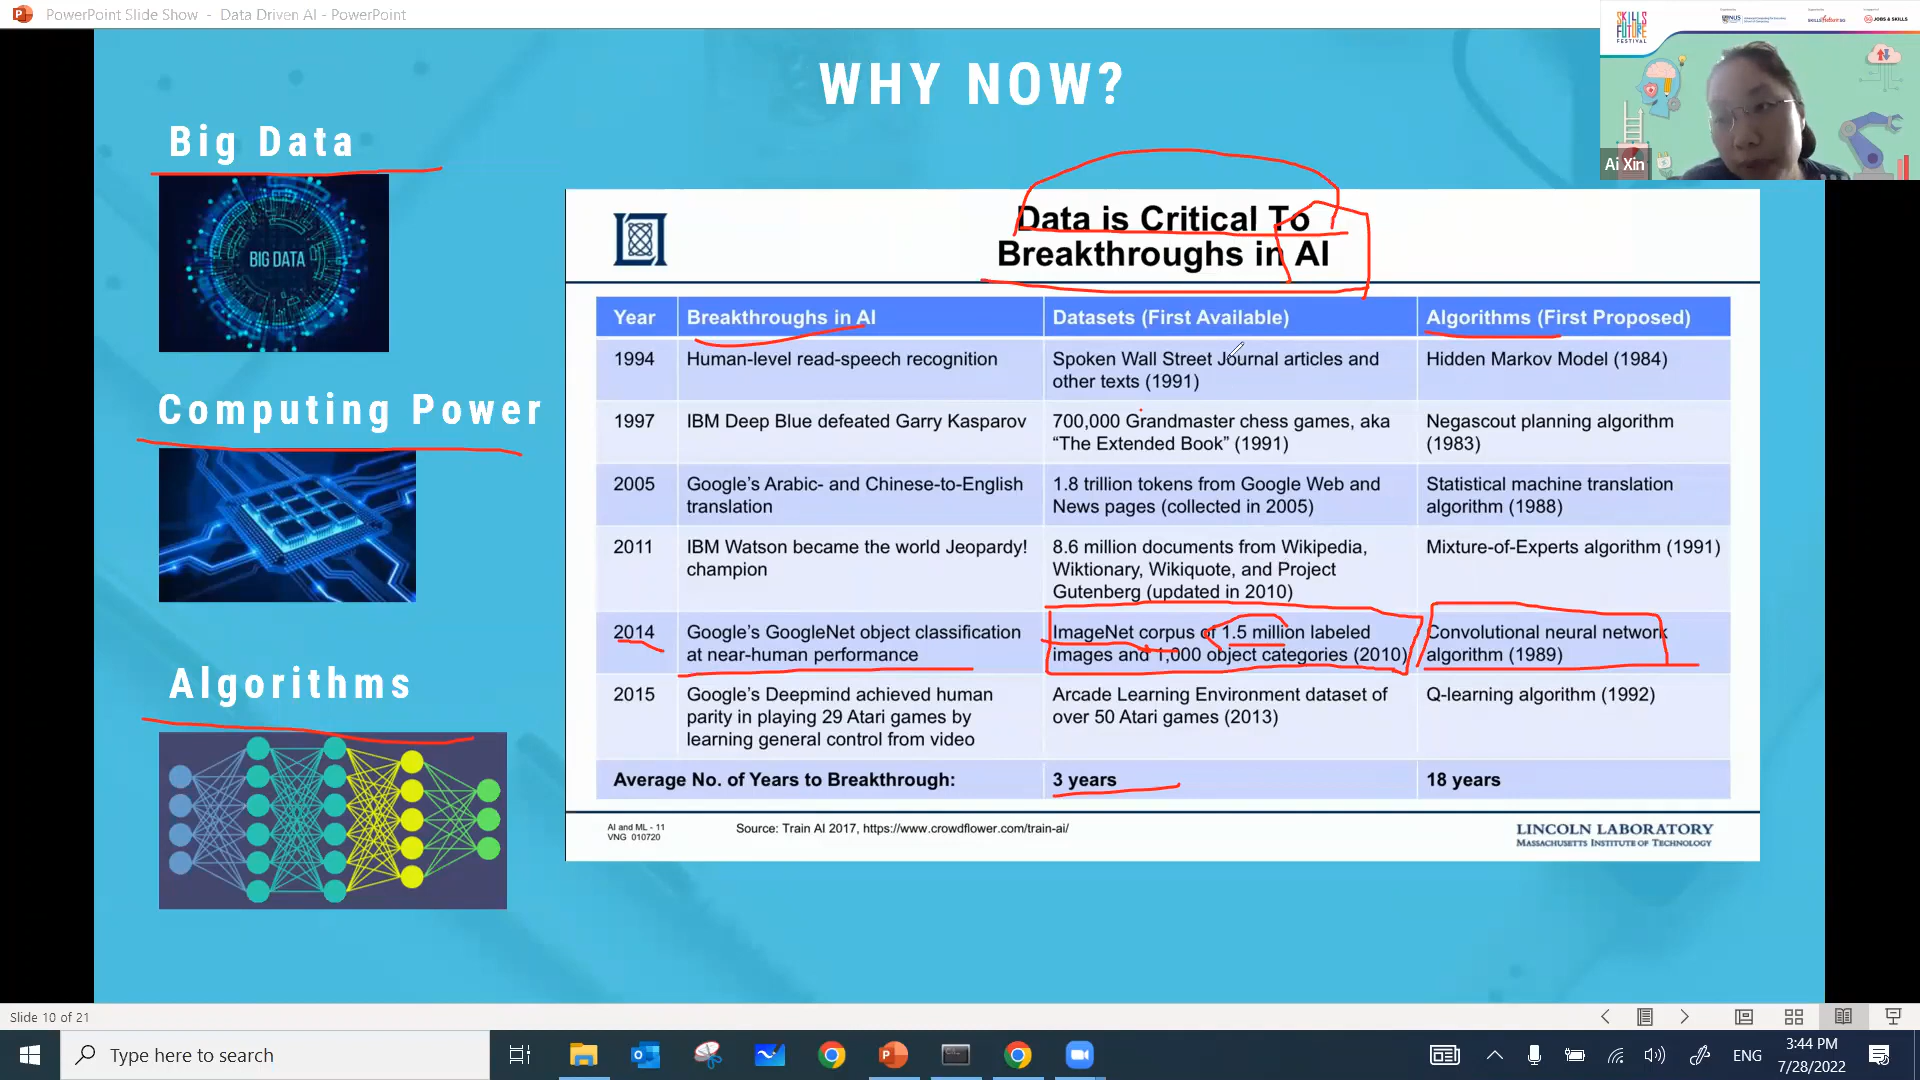 PowerPoint Slide Show - Data Driven AI - PowerPoint
SKILLS
FUTURE
FESTIVAL
NUS
JOBS & SKILLS
Ai Xin
WHY NOW?
Big Data
BIG DATA
Computing Power
Algorithms
Data is Critical To
Breakthroughs in AI
Year Breakthroughs in AI Datasets (First Available) Algorithms (First Proposed)
1994 Human-level read-speech recognition Spoken Wall Street Journal articles and Hidden Markov Model (1984)
other texts (1991)
1997 IBM Deep Blue defeated Garry Kasparov 700,000 Grandmaster chess games, aka Negascout planning algorithm
“The Extended Book” (1991) (1983)
2005 Google’s Arabic- and Chinese-to-English 1.8 trillion tokens from Google Web and Statistical machine translation
translation News pages (collected in 2005) algorithm (1988)
2011 IBM Watson became the world Jeopardy! 8.6 million documents from Wikipedia, Mixture-of-Experts algorithm (1991)
champion Wiktionary, Wikiquote, and Project
Gutenberg (updated in 2010)
2014 Google’s GoogleNet object classification ImageNet corpus of 1.5 million labeled Convolutional neural network
at near-human performance images and 1,000 object categories (2010) algorithm (1989)
2015 Google’s Deepmind achieved human Arcade Learning Environment dataset of Q-learning algorithm (1992)
parity in playing 29 Atari games by over 50 Atari games (2013)
learning general control from video
Average No. of Years to Breakthrough: 3 years 18 years
AI and ML - 11
VNG 010720
Source: Train AI 2017, https://www.crowdflower.com/train-ai/
LINCOLN LABORATORY
MASSACHUSETTS INSTITUTE OF TECHNOLOGY
Slide 10 of 21
Type here to search
ENG
3:44 PM
7/28/2022